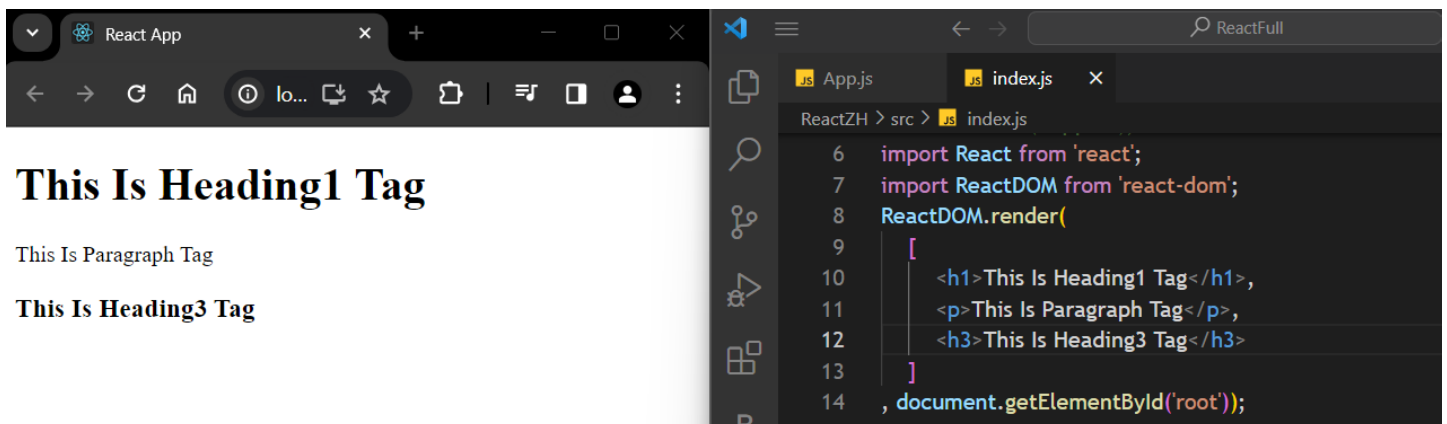 React App
lo...
This Is Heading1 Tag
This Is Paragraph Tag
This Is Heading3 Tag
ReactFull
JS App.js
JS index.js
ReactZH > src > JS index.js
6 import React from 'react';
7 import ReactDOM from 'react-dom';
8 ReactDOM.render(
9 [
10 <h1>This Is Heading1 Tag</h1>,
11 <p>This Is Paragraph Tag</p>,
12 <h3>This Is Heading3 Tag</h3>
13 ]
14 , document.getElementById('root'));